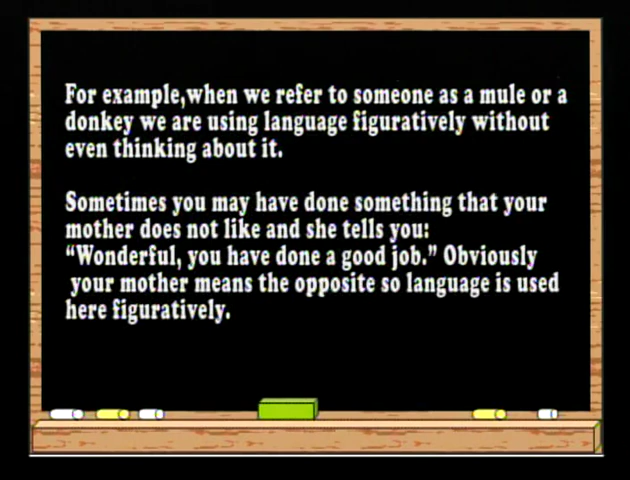 For example,when we refer to someone as a mule or a
donkey we are using language figuratively without
even thinking about it.
Sometimes you may have done something that your
mother does not like and she tells you:
“Wonderful, you have done a good job.” Obviously
your mother means the opposite so language is used
here figuratively.